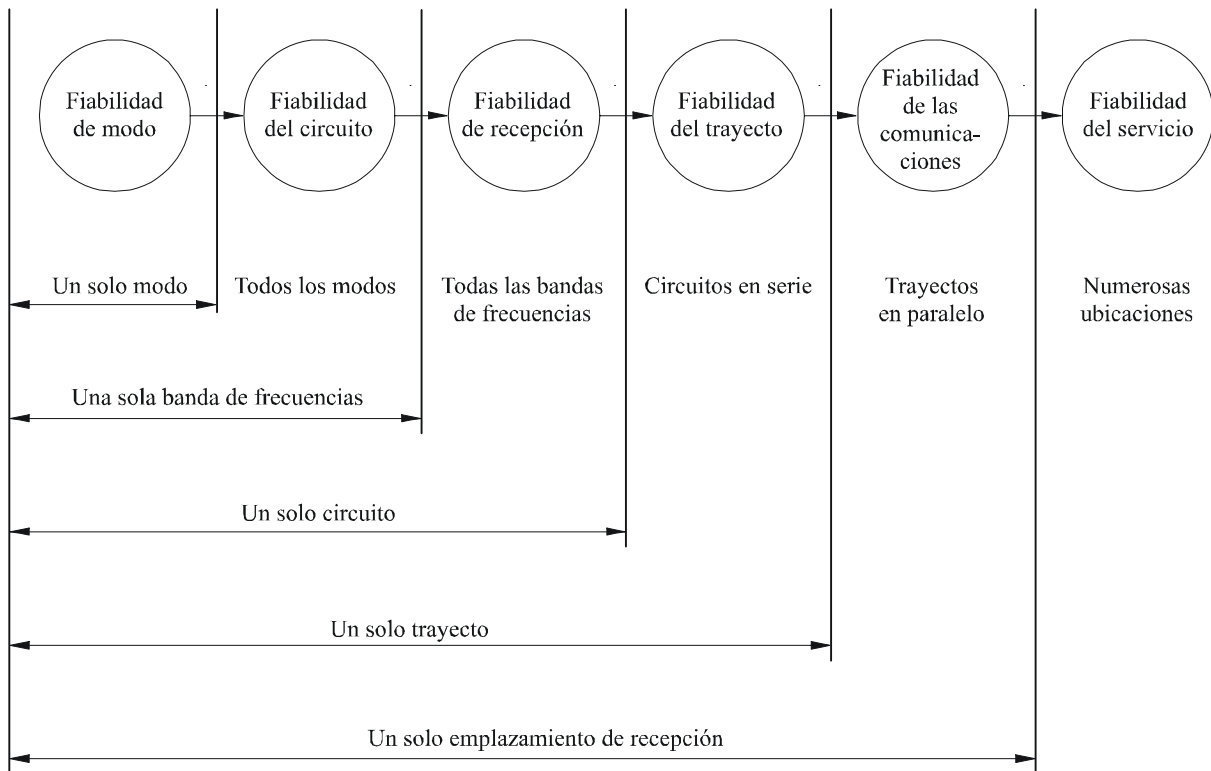 Fiabilidad
de modo
Fiabilidad
del circuito
Fiabilidad
de recepción
Fiabilidad
del trayecto
Fiabilidad
de las
comunica-
ciones
Fiabilidad
del servicio
Un solo modo
Todos los modos
Todas las bandas
de frecuencias
Circuitos en serie
Trayectos
en paralelo
Numerosas
ubicaciones
Una sola banda de frecuencias
Un solo circuito
Un solo trayecto
Un solo emplazamiento de recepción